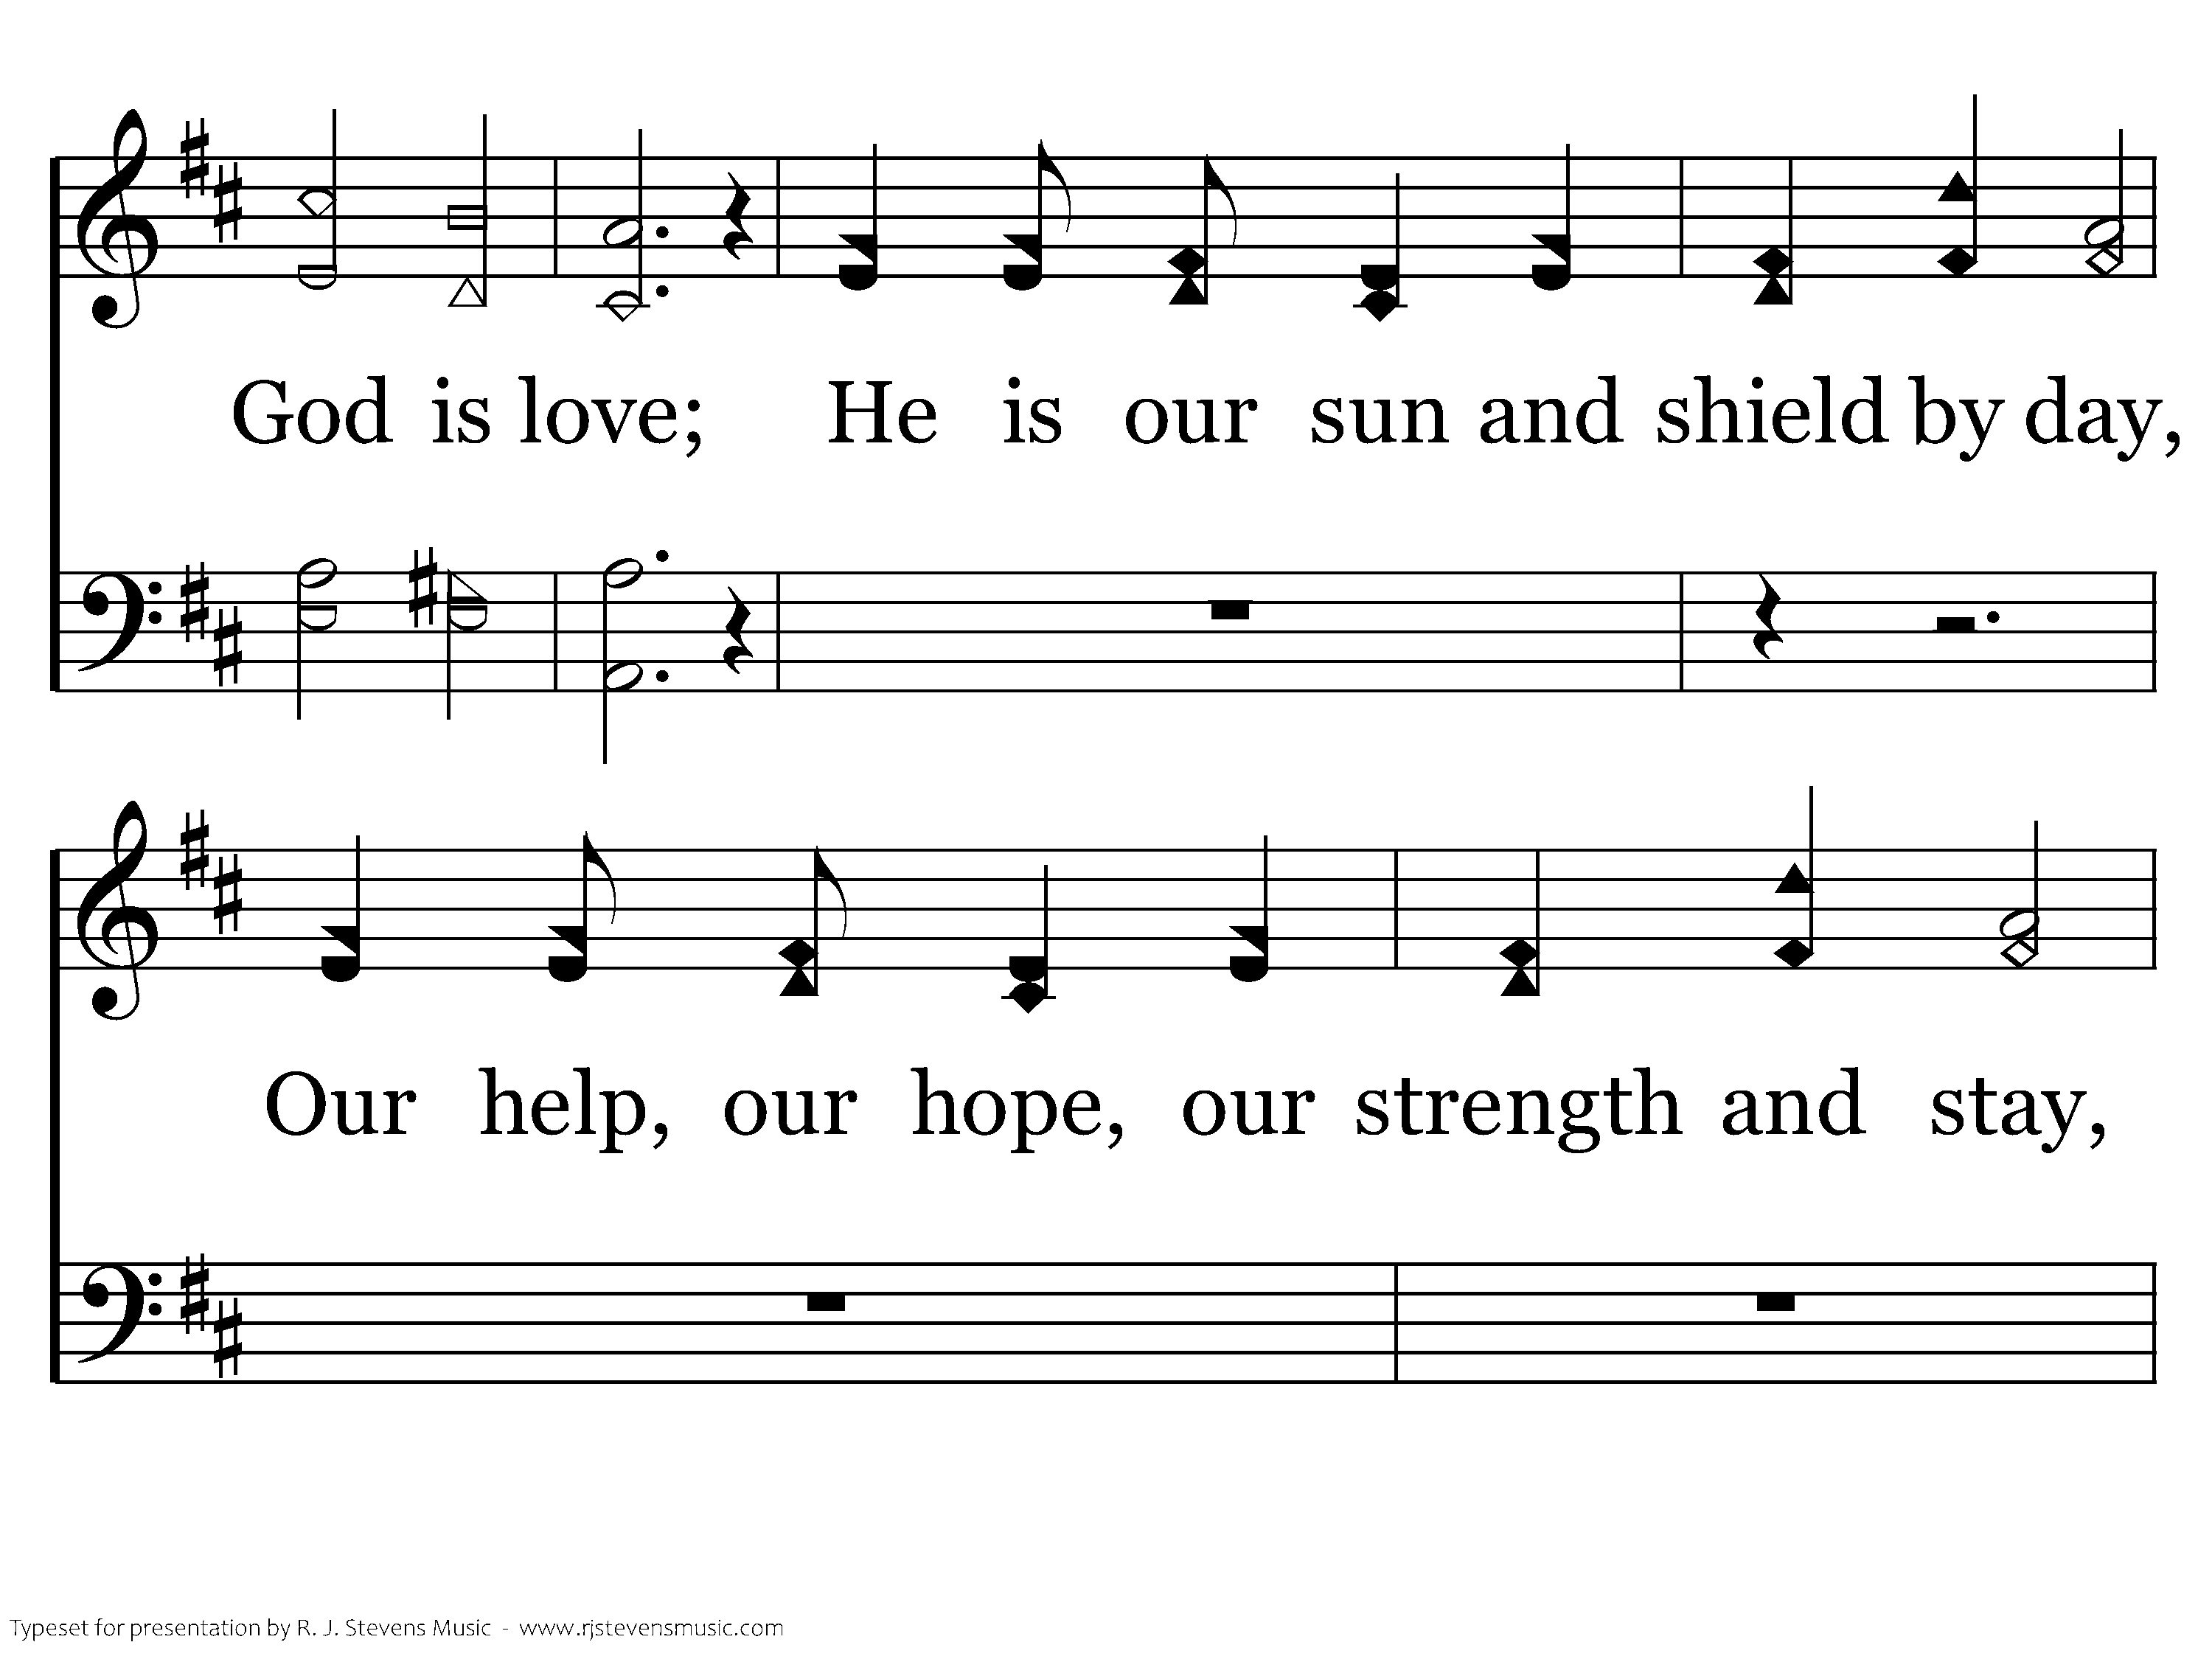 God is love; He is our sun and shield by day,
Our help, our hope, our strength and stay,
Typeset for presentation by R. J. Stevens Music - www.rjstevensmusic.com